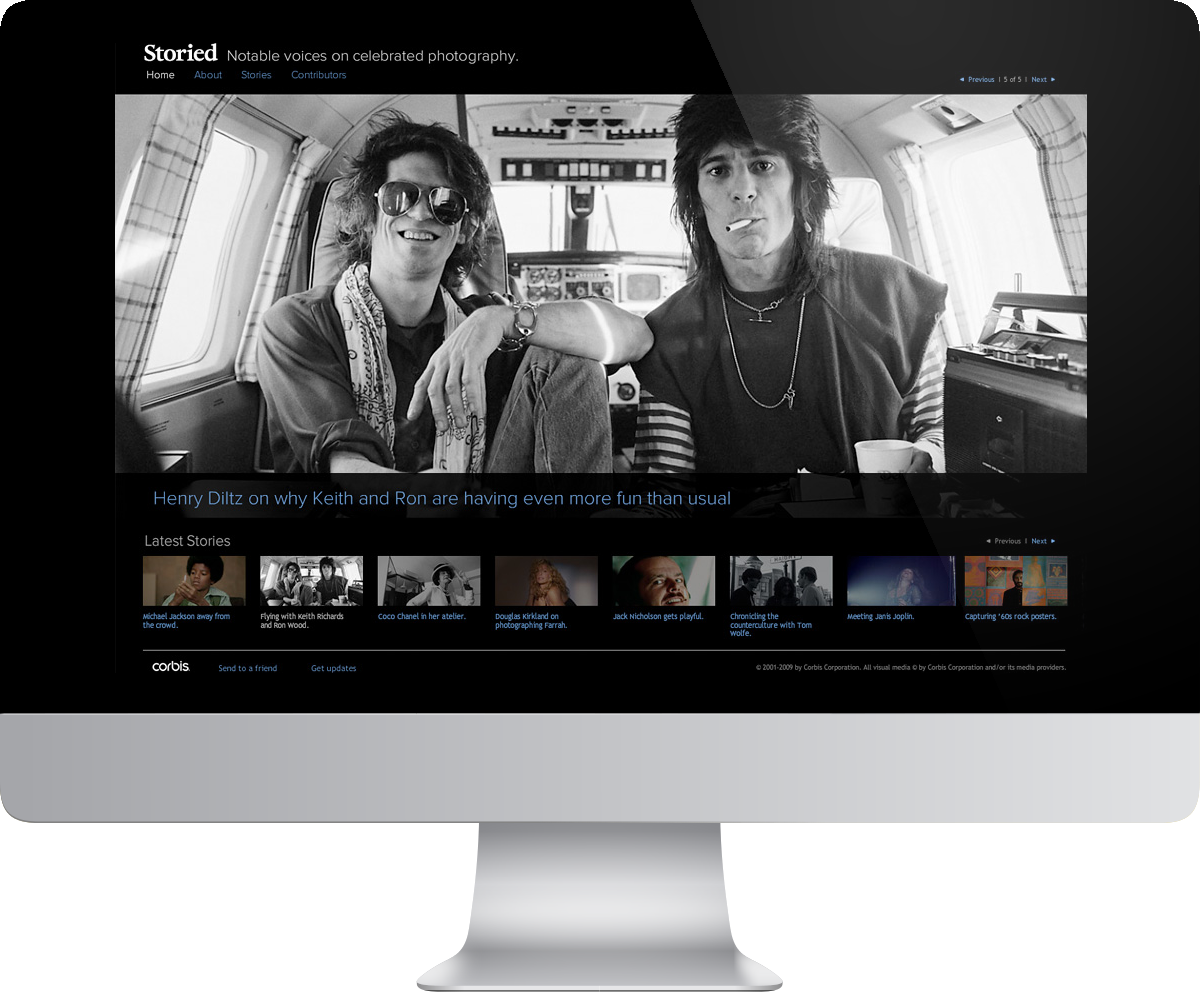 Storied Notable voices on celebrated photography.
Home About Stories Contributors
◄ Previous | 5 of 5 | Next ►
Henry Diltz on why Keith and Ron are having even more fun than usual
Latest Stories
◄ Previous | Next ►
Michael Jackson away from
the crowd.
Flying with Keith Richards
and Ron Wood.
Coco Chanel in her atelier.
Douglas Kirkland on
photographing Farrah.
Jack Nicholson gets playful.
Chronicling the
counterculture with Tom
Wolfe.
Meeting Janis Joplin.
Capturing '60s rock posters.
corbis.
Send to a friend
Get updates
© 2001-2009 by Corbis Corporation. All visual media © by Corbis Corporation and/or its media providers.